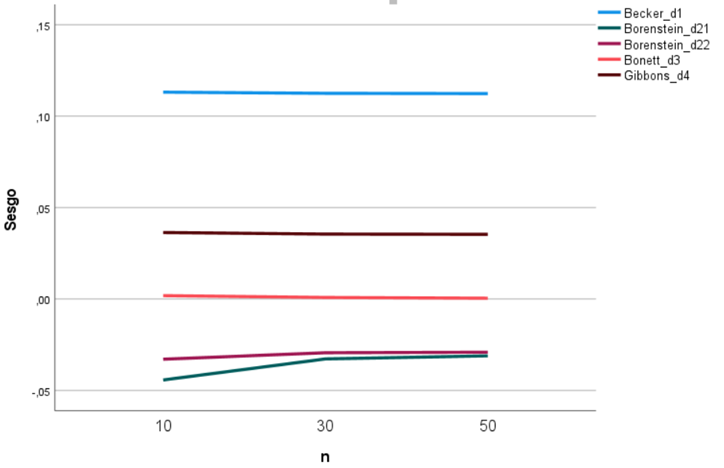 Becker_d1
Borenstein_d21
Borenstein_d22
Bonett_d3
Gibbons_d4
Sesgo
,15
,10
,05
,00
-,05
10 30 50
n